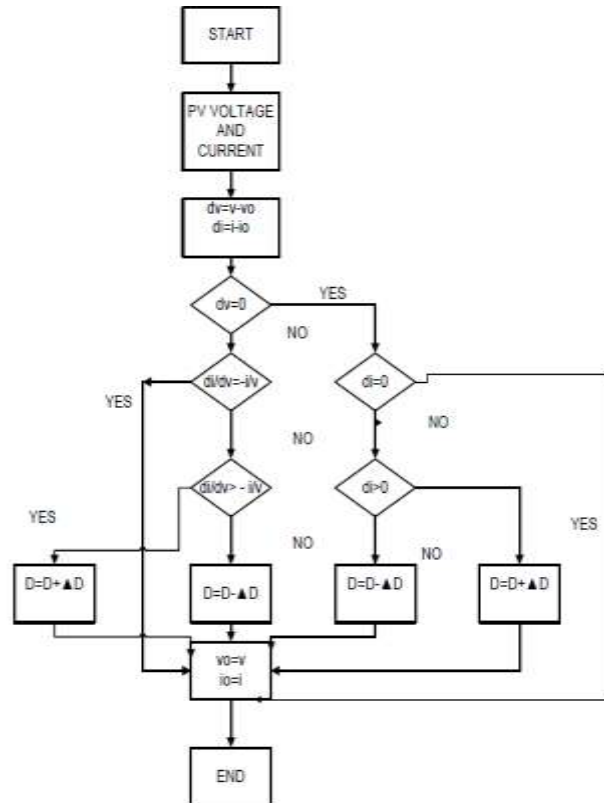 START
PV VOLTAGE
AND
CURRENT
dv=v-vo
di=i-io
dv=0
YES
NO
di/dv=-i/v
di=0
YES
NO
NO
di/dv> - i/v
di>0
YES
YES
NO
NO
D=D+▲D
D=D-▲D
D=D-▲D
D=D+▲D
vo=v
io=i
END